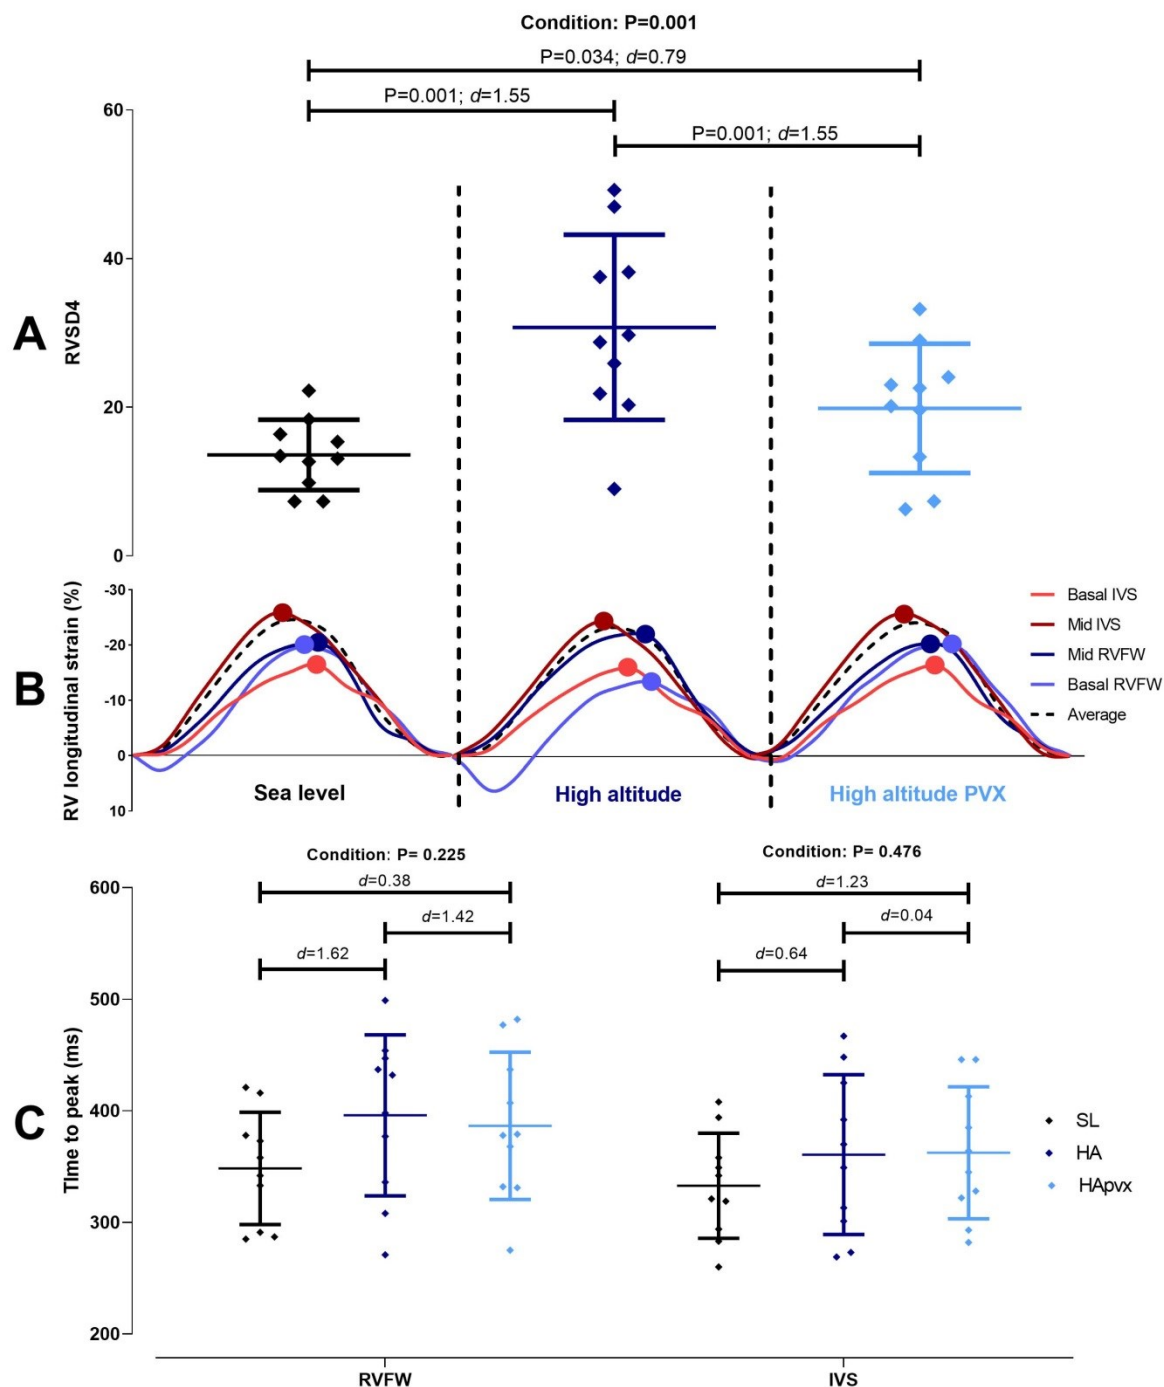 Condition: P=0.001
P=0.034; d=0.79
P=0.001; d=1.55
P=0.001; d=1.55
A
RVSD4
60
40
20
0
B
RV longitudinal strain (%)
-30
-20
-10
0
10
Basal IVS
Mid IVS
Mid RVFW
Basal RVFW
Average
Sea level
High altitude
High altitude PVX
Condition: P= 0.225
d=0.38
d=1.42
d=1.62
Condition: P= 0.476
d=1.23
d=0.04
d=0.64
C
Time to peak (ms)
600
500
400
300
200
SL
HA
HApvx
RVFW
IVS